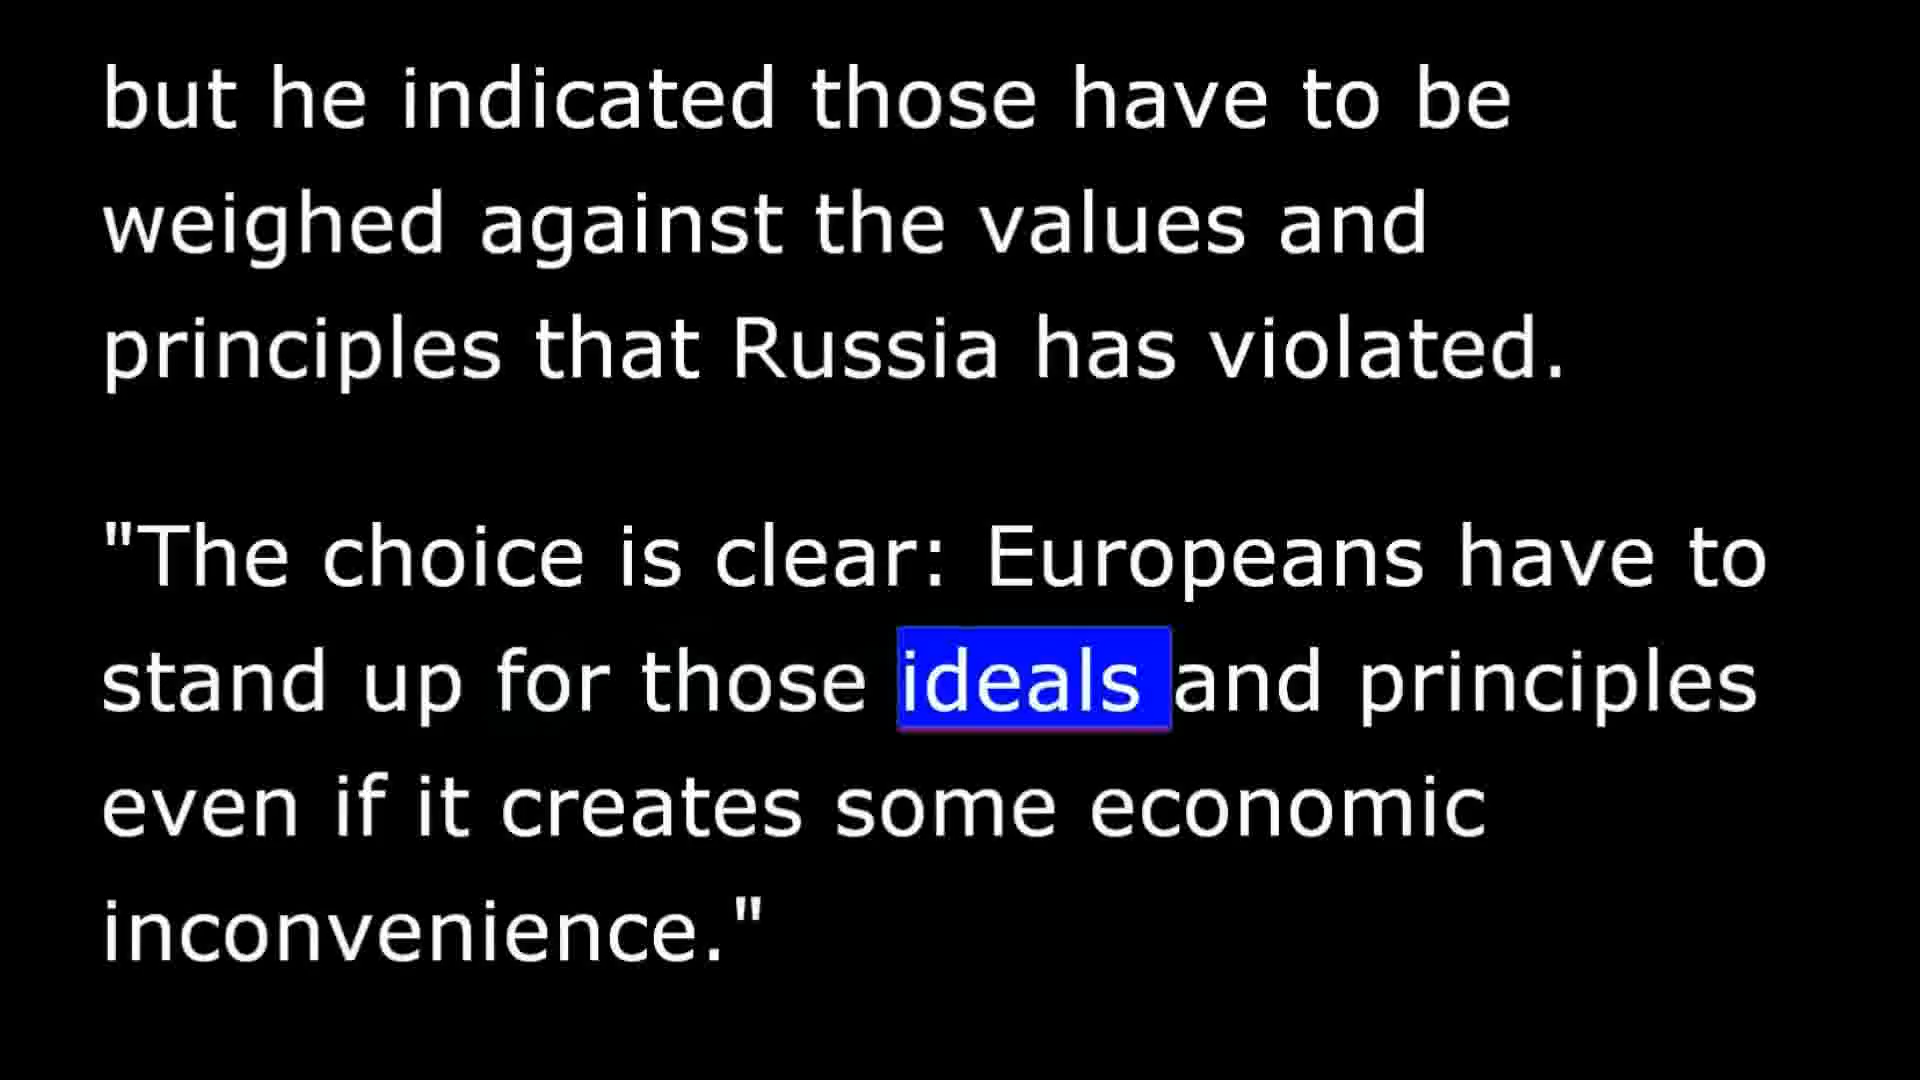 but he indicated those have to be
weighed against the values and
principles that Russia has violated.
"The choice is clear: Europeans have to
stand up for those ideals and principles
even if it creates some economic
inconvenience."